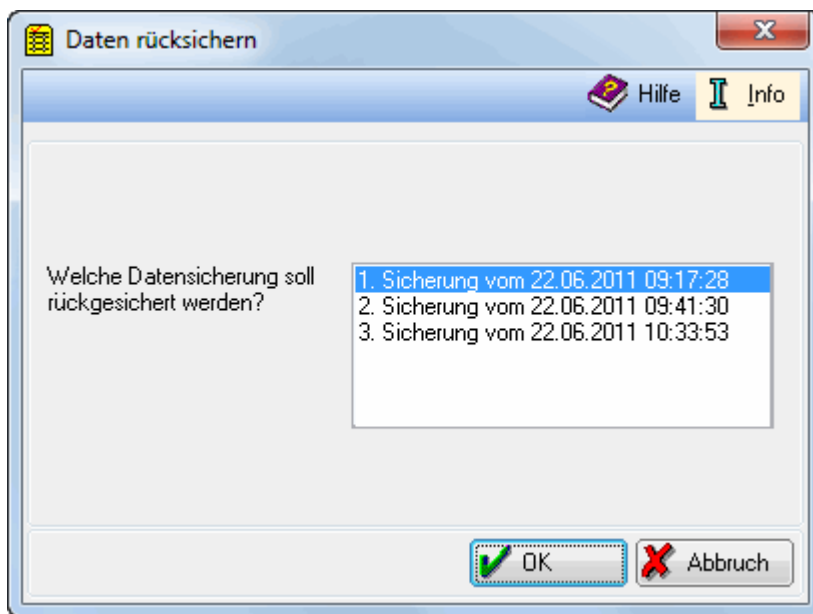 Daten rücksichern
Hilfe
Info
Welche Datensicherung soll
rückgesichert werden?
1. Sicherung vom 22.06.2011 09:17:28
2. Sicherung vom 22.06.2011 09:41:30
3. Sicherung vom 22.06.2011 10:33:53
OK
Abbruch